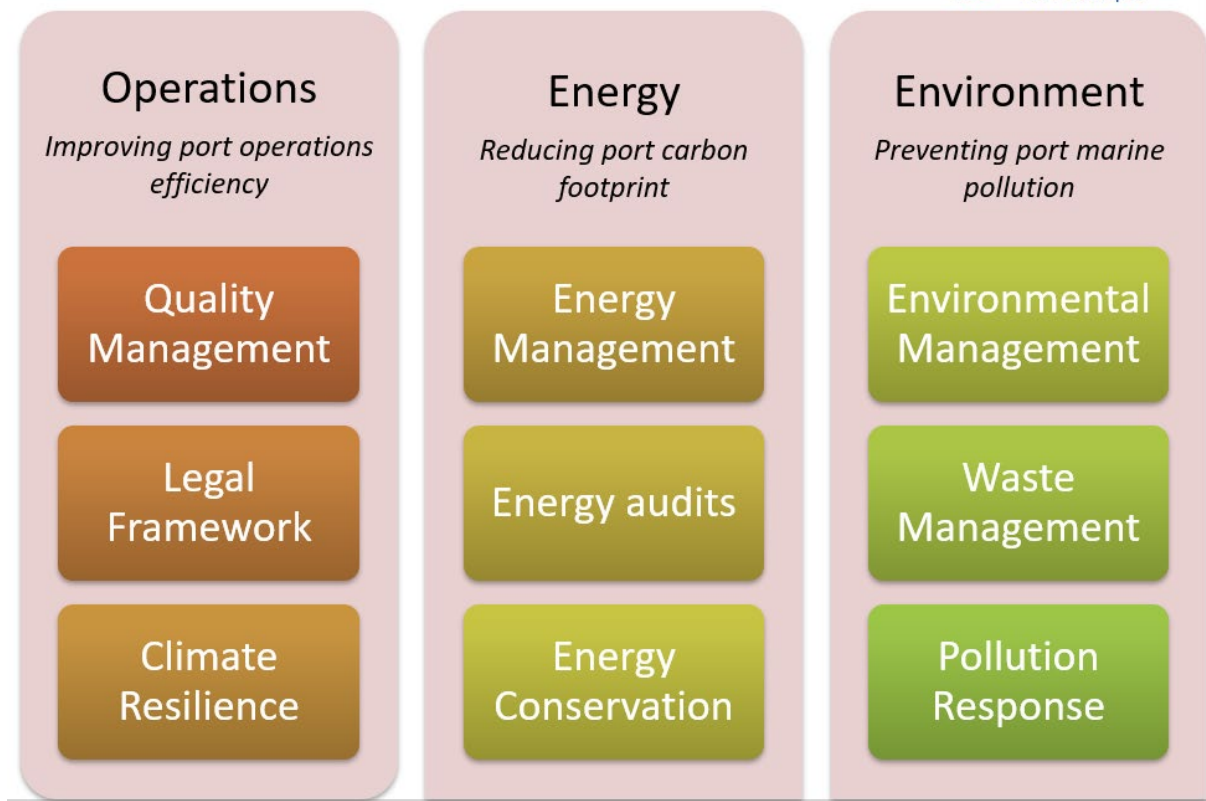 Operations
Improving port operations
efficiency
Quality
Management
Legal
Framework
Climate
Resilience
Energy
Reducing port carbon
footprint
Energy
Management
Energy audits
Energy
Conservation
Environment
Preventing port marine
pollution
Environmental
Management
Waste
Management
Pollution
Response